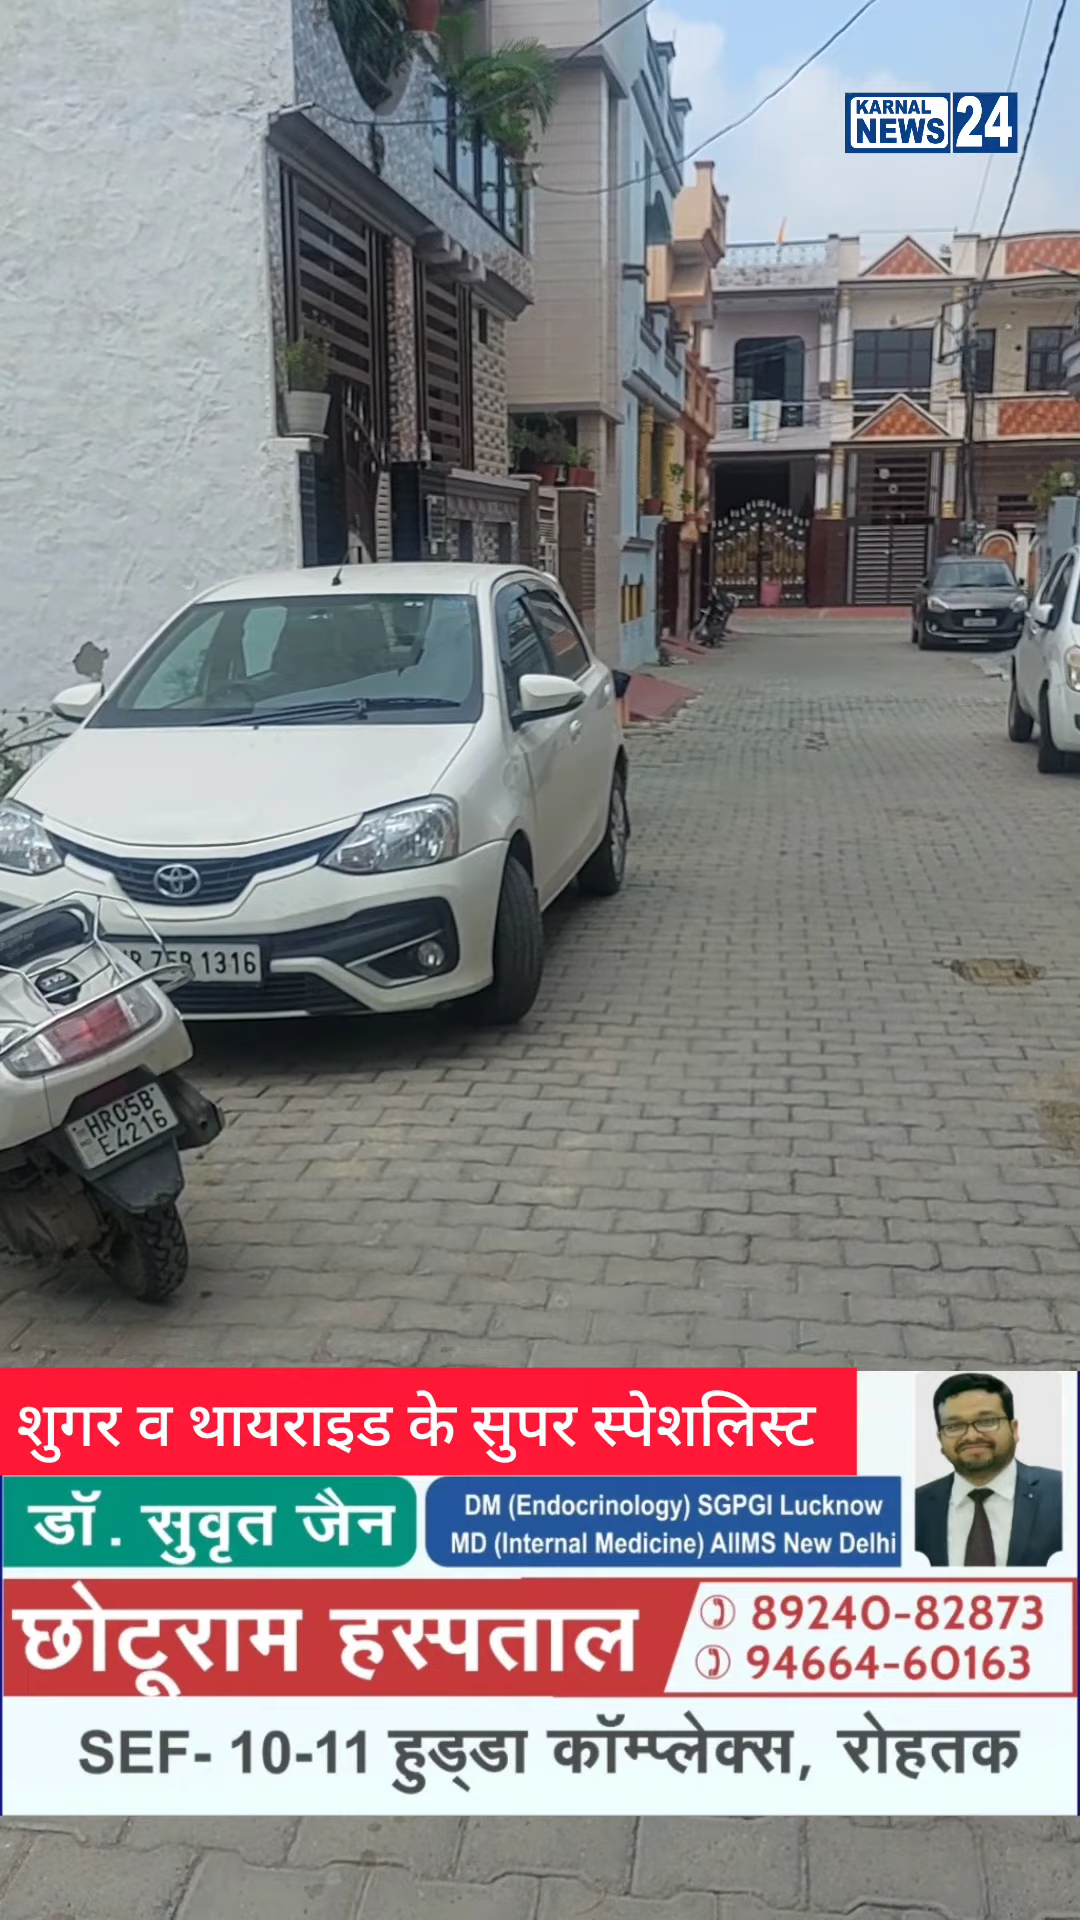 KARNAL
NEWS 24
1316
HR05B
E4216
शुगर व थायराइड के सुपर स्पेशलिस्ट
डॉ. सुवृत जैन
DM (Endocrinology) SGPGI Lucknow
MD (Internal Medicine) AIIMS New Delhi
छोटूराम हस्पताल
89240-82873
94664-60163
SEF- 10-11 हुड्डा कॉम्प्लेक्स, रोहतक